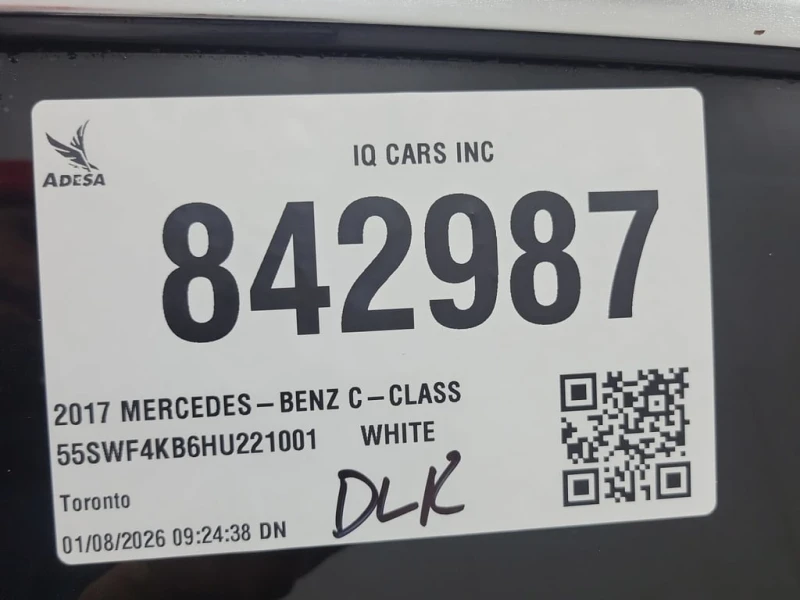 ADESA
IQ CARS INC
842987
2017 MERCEDES-BENZ C-CLASS
55SWF4KB6HU221001 WHITE
Toronto
01/08/2026 09:24:38 DN
DLR